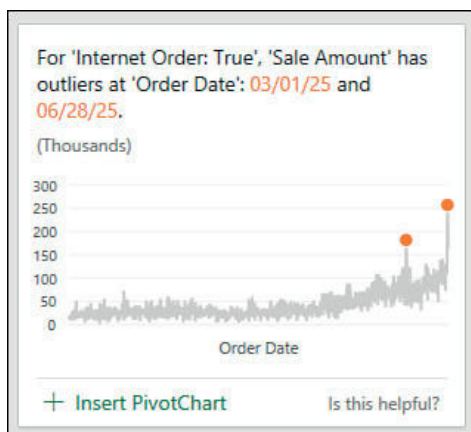 For 'Internet Order: True', 'Sale Amount' has
outliers at 'Order Date': 03/01/25 and
06/28/25.
(Thousands)
300
250
200
150
100
50
0
Order Date
+ Insert PivotChart Is this helpful?